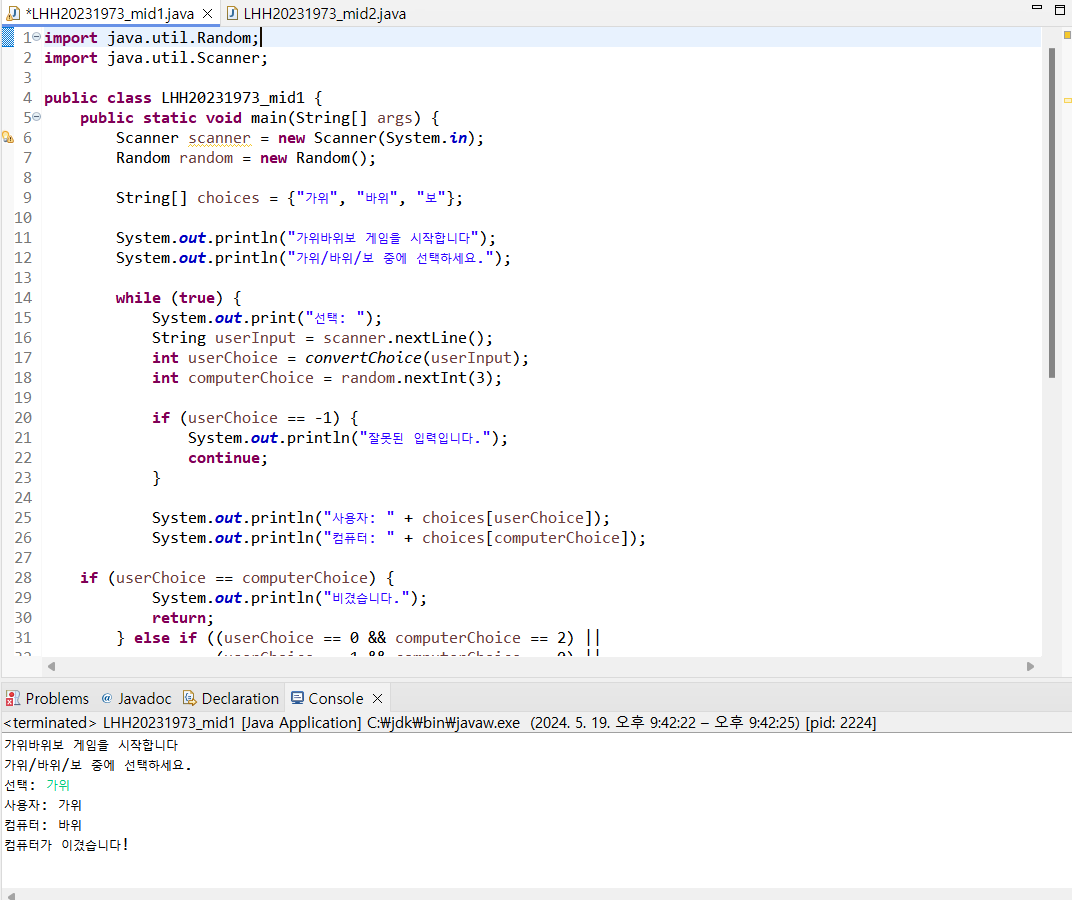 *LHH20231973_mid1.java
LHH20231973_mid2.java
1 import java.util.Random;
2 import java.util.Scanner;
3
4 public class LHH20231973_mid1 {
5     public static void main(String[] args) {
6         Scanner scanner = new Scanner(System.in);
7         Random random = new Random();
8
9         String[] choices = {"가위", "바위", "보"};
10
11         System.out.println("가위바위보 게임을 시작합니다");
12         System.out.println("가위/바위/보 중에 선택하세요.");
13
14         while (true) {
15             System.out.print("선택: ");
16             String userInput = scanner.nextLine();
17             int userChoice = convertChoice(userInput);
18             int computerChoice = random.nextInt(3);
19
20             if (userChoice == -1) {
21                 System.out.println("잘못된 입력입니다.");
22                 continue;
23             }
24
25             System.out.println("사용자: " + choices[userChoice]);
26             System.out.println("컴퓨터: " + choices[computerChoice]);
27
28     if (userChoice == computerChoice) {
29             System.out.println("비겼습니다.");
30             return;
31         } else if ((userChoice == 0 && computerChoice == 2) ||
Problems @ Javadoc Declaration Console
<terminated> LHH20231973_mid1 [Java Application] C:₩jdk₩bin₩javaw.exe (2024. 5. 19. 오후 9:42:22 – 오후 9:42:25) [pid: 2224]
가위바위보 게임을 시작합니다
가위/바위/보 중에 선택하세요.
선택: 가위
사용자: 가위
컴퓨터: 바위
컴퓨터가 이겼습니다!